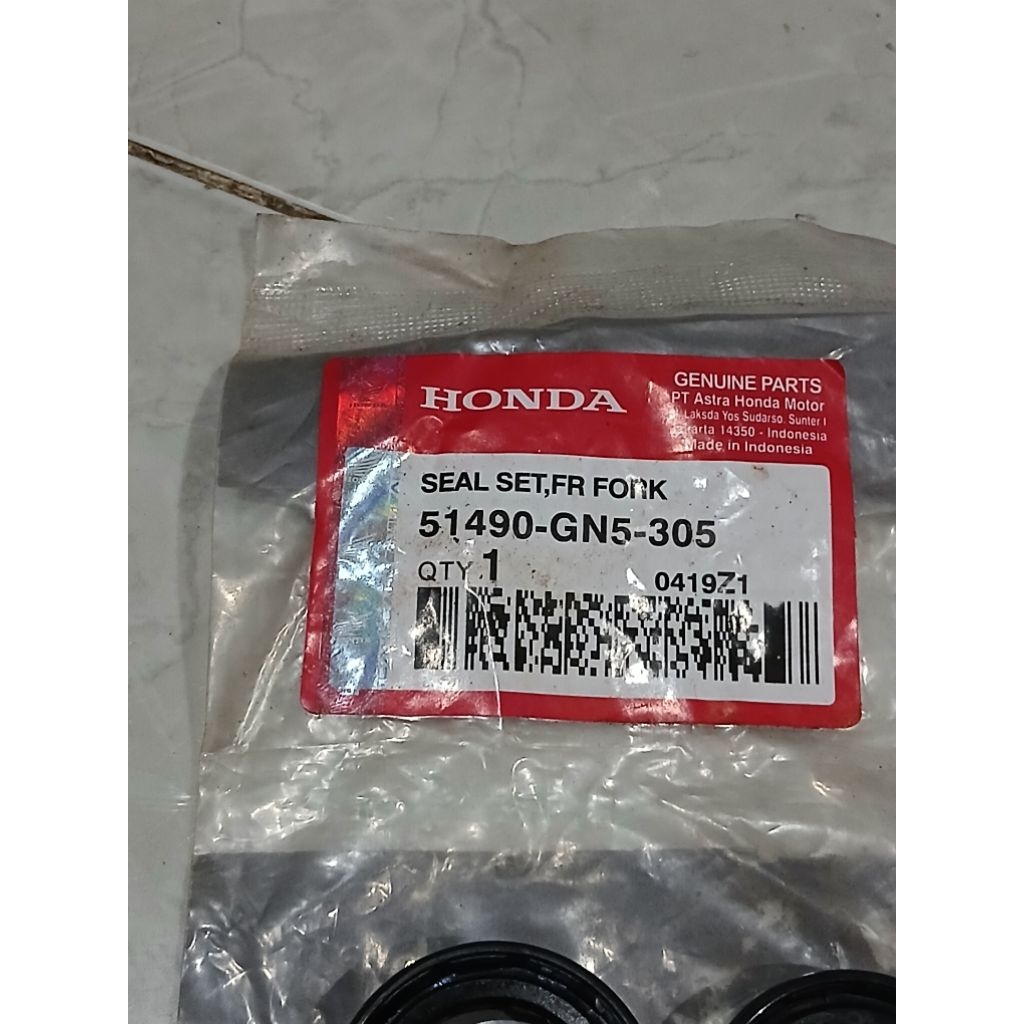 HONDA
GENUINE PARTS
PT Astra Honda Motor
Laksda Yos Sudarso. Sunter I
14350 - Indonesia
Made in Indonesia
SEAL SET,FR FORK
51490-GN5-305
QTY 1
0419Z1